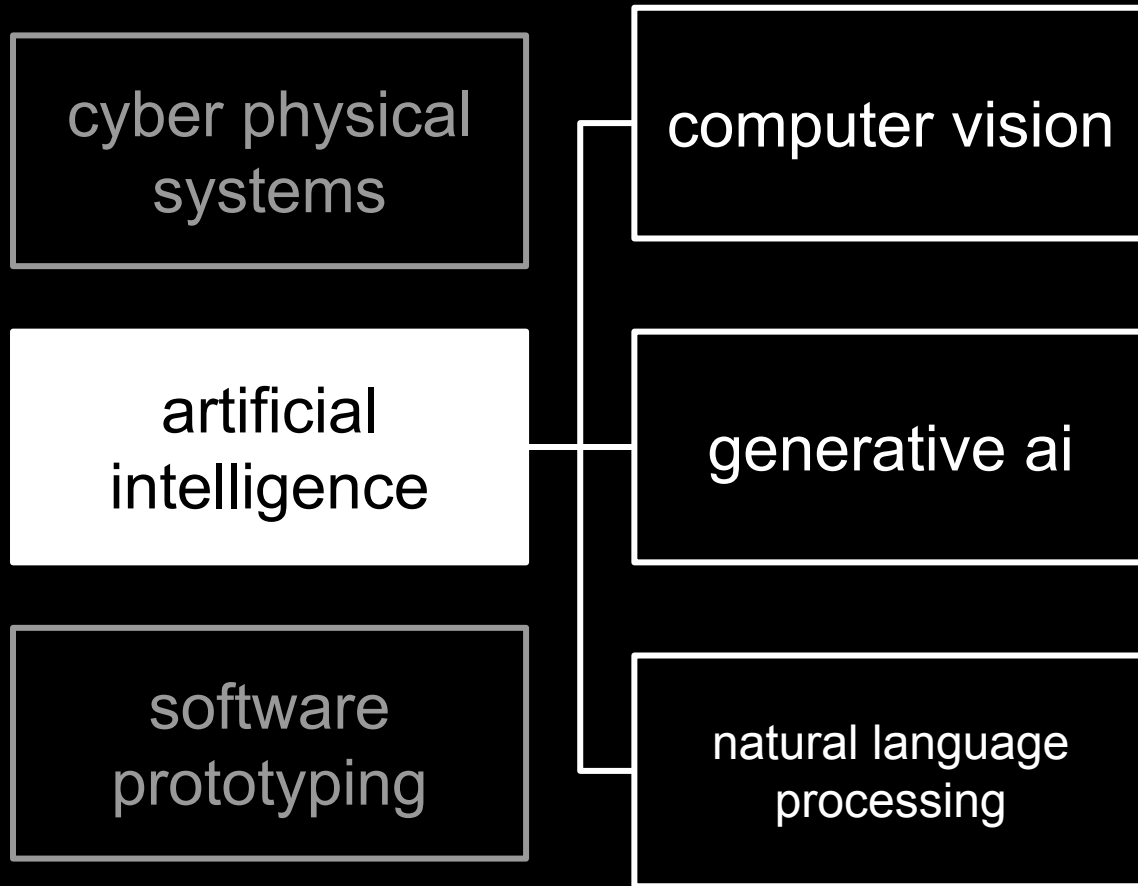 cyber physical
systems
artificial
intelligence
software
prototyping
computer vision
generative ai
natural language
processing